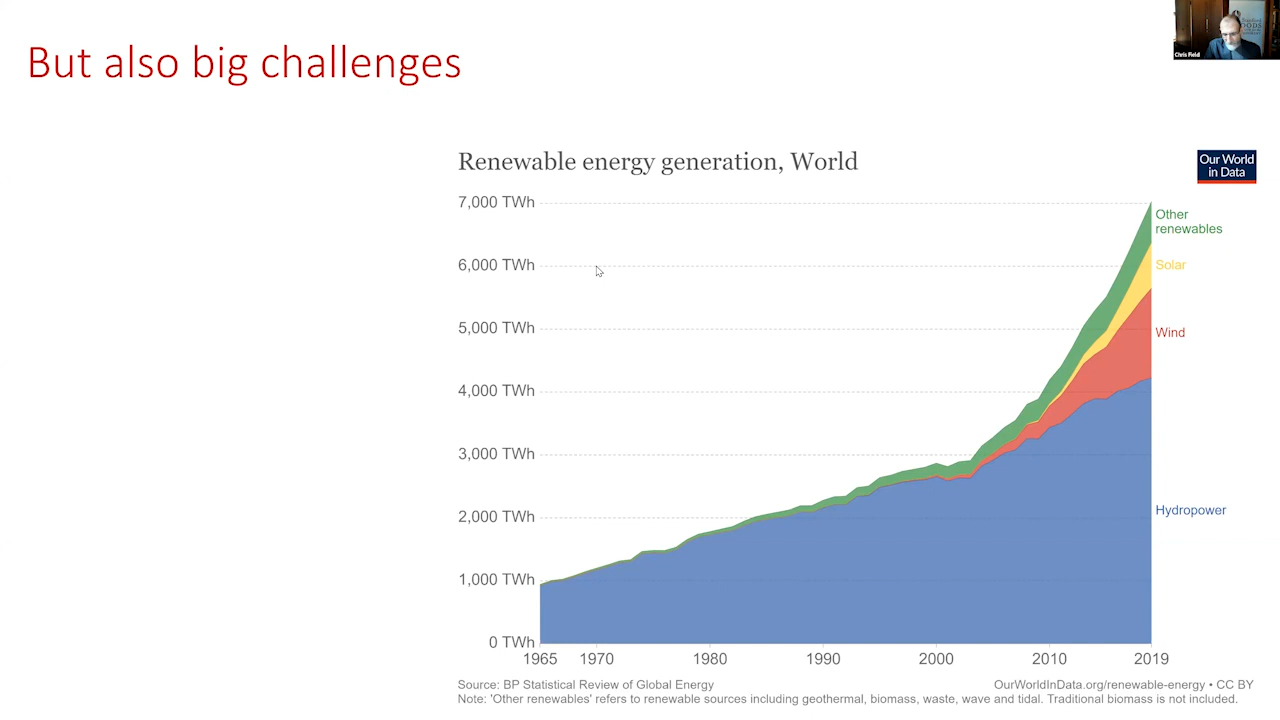 But also big challenges
Chris Field
Renewable energy generation, World
Our World
in Data
7,000 TWh
6,000 TWh
5,000 TWh
4,000 TWh
3,000 TWh
2,000 TWh
1,000 TWh
0 TWh
Other
renewables
Solar
Wind
Hydropower
1965 1970 1980 1990 2000 2010 2019
Source: BP Statistical Review of Global Energy
OurWorldInData.org/renewable-energy • CC BY
Note: 'Other renewables' refers to renewable sources including geothermal, biomass, waste, wave and tidal. Traditional biomass is not included.